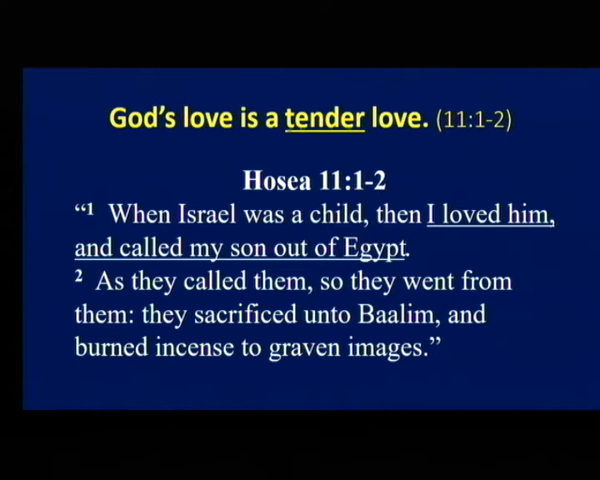 God's love is a tender love. (11:1-2)
Hosea 11:1-2
“1 When Israel was a child, then I loved him,
and called my son out of Egypt.
2 As they called them, so they went from
them: they sacrificed unto Baalim, and
burned incense to graven images.”